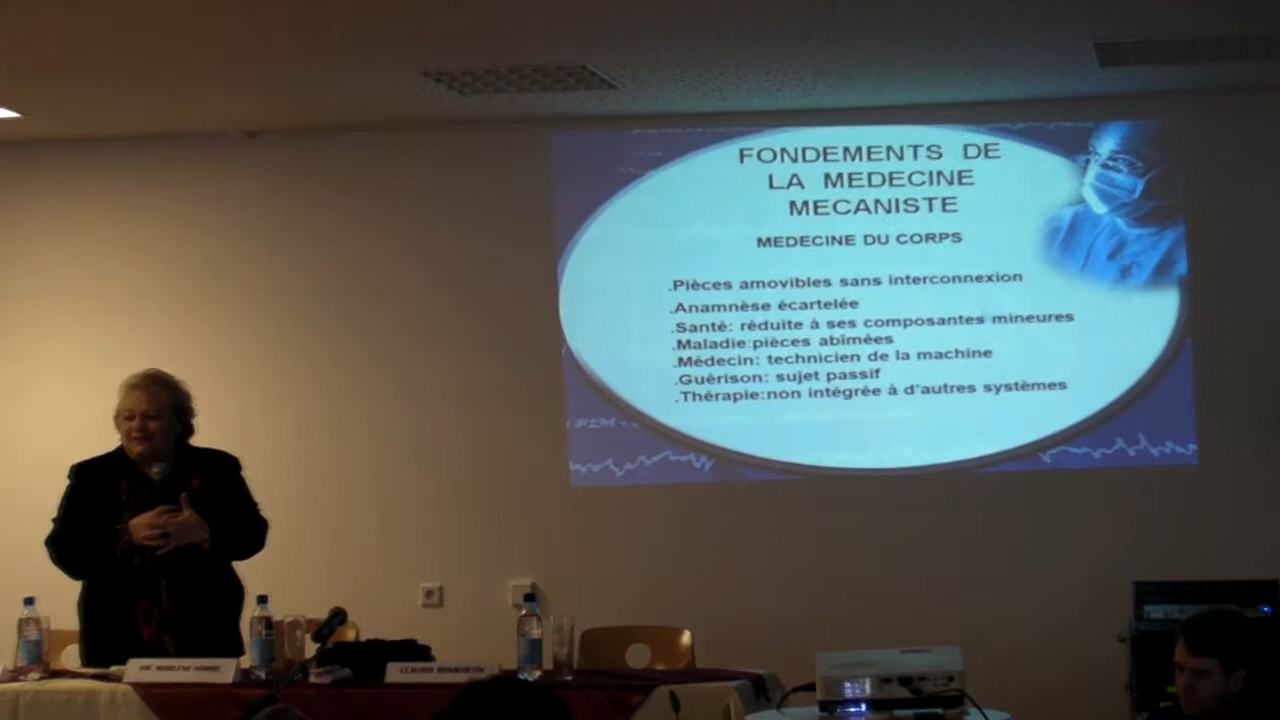 FONDEMENTS DE
LA MEDECINE
MECANISTE
MEDECINE DU CORPS
.Pièces amovibles sans interconnexion
.Anamnèse écartelée
.Santé: réduite à ses composantes mineures
.Maladie:pièces abîmées
.Médecin: technicien de la machine
.Guérison: sujet passif
.Thérapie:non intégrée à d'autres systèmes